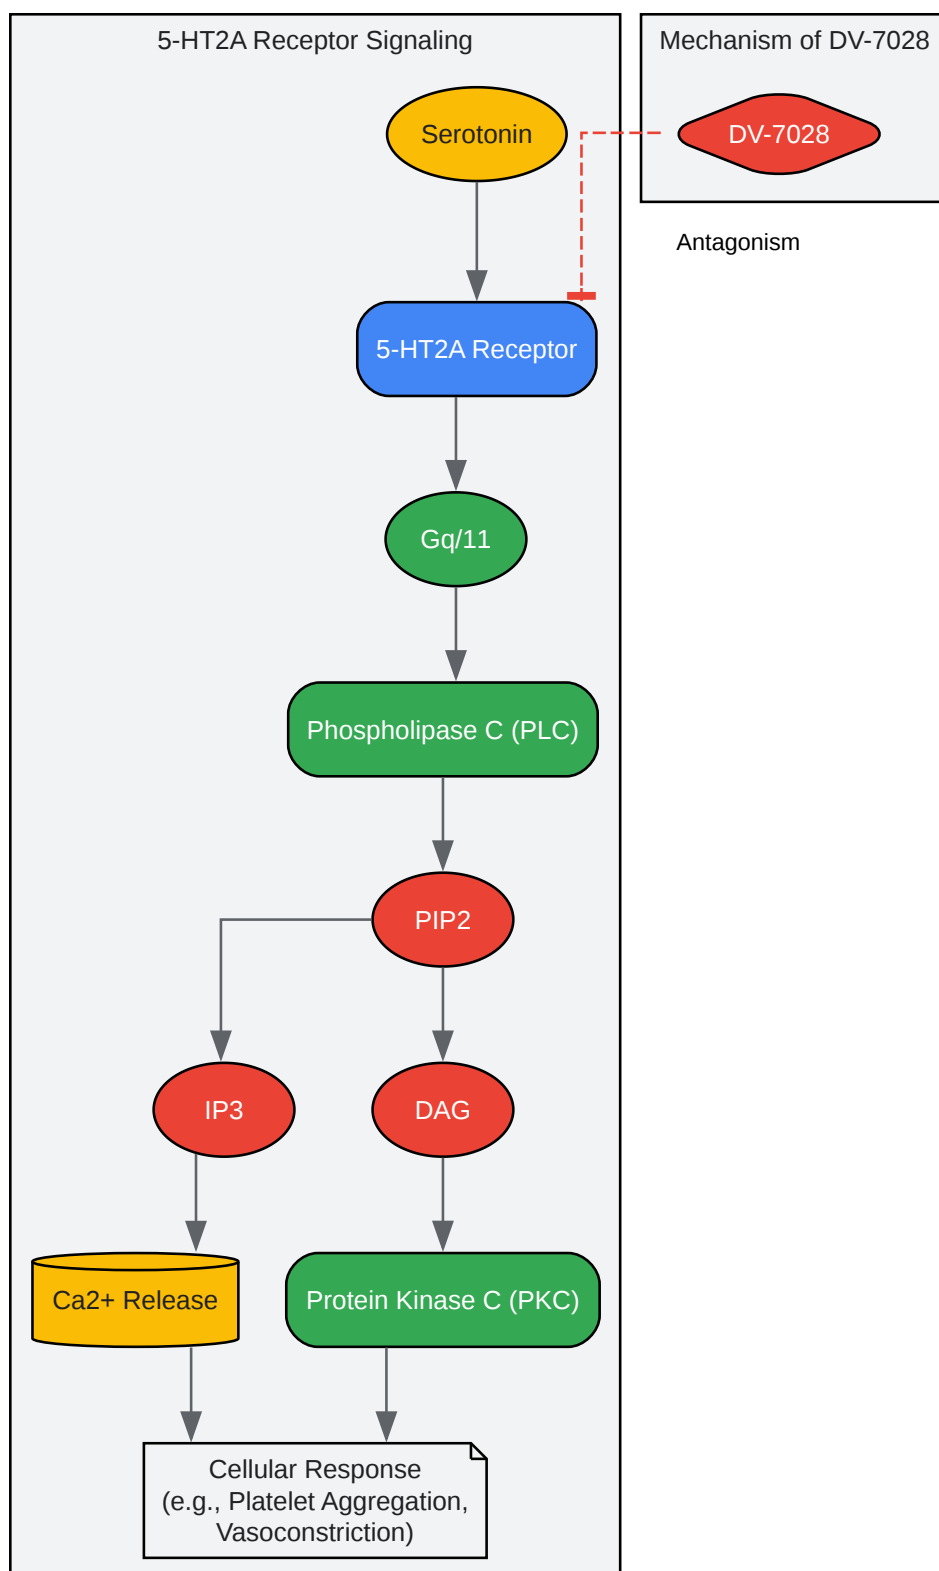 5-HT2A Receptor Signaling
Mechanism of DV-7028
Serotonin
DV-7028
Antagonism
5-HT2A Receptor
Gq/11
Phospholipase C (PLC)
PIP2
IP3
DAG
Ca2+ Release
Protein Kinase C (PKC)
Cellular Response
(e.g., Platelet Aggregation,
Vasoconstriction)